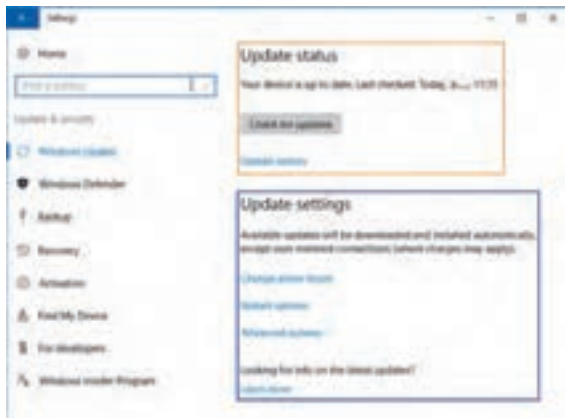 Settings
Home
Find a setting
Update & security
Windows Update
Windows Defender
Backup
Recovery
Activation
Find My Device
For developers
Windows Insider Program
Update status
Your device is up to date. Last checked: Today,
Check for updates
Update history
Update settings
Available updates will be downloaded and installed automatically,
except over metered connections (where charges may apply).
Change active hours
Restart options
Advanced options
Looking for info on the latest updates?
Learn more